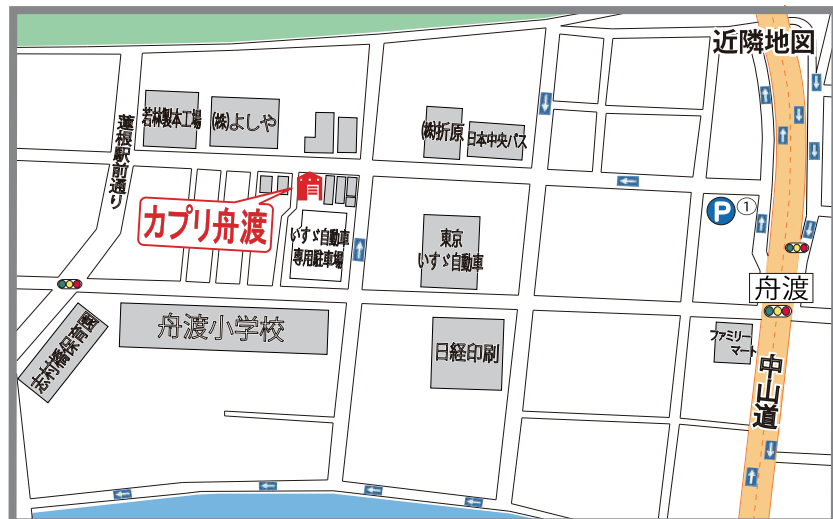 近隣地図
若林製本工場
(株)よしや
(株)折原
日本中央バス
蓮根駅前通り
カプリ舟渡
P
①
いすゞ自動車
専用駐車場
東京
いすゞ自動車
舟渡
舟渡小学校
志村橋保育園
日経印刷
ファミリー
マート
中山道